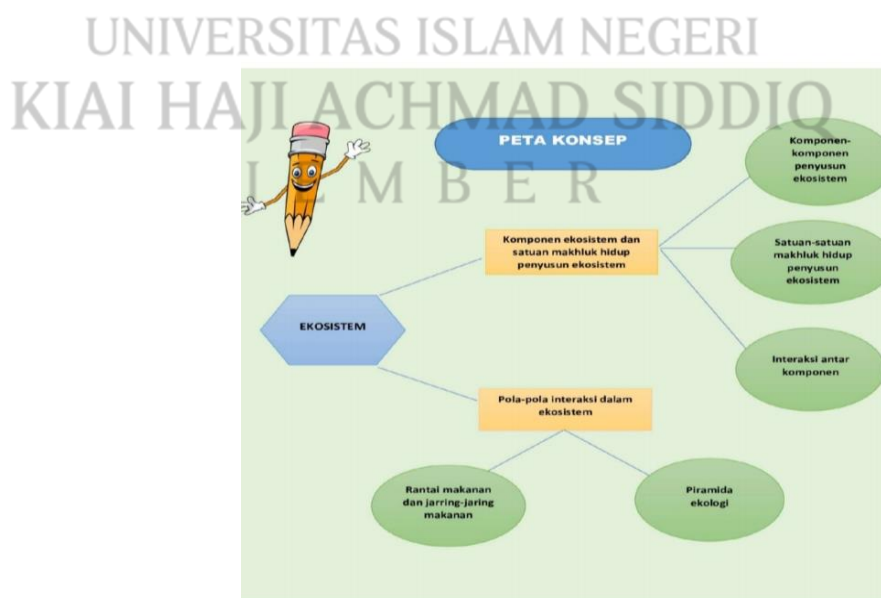 UNIVERSITAS ISLAM NEGERI
KIAI HAJI ACHMAD SIDDIQ
JEMBER
PETA KONSEP
Komponen-
komponen
penyusun
ekosistem
Komponen ekosistem dan
satuan makhluk hidup
penyusun ekosistem
Satuan-satuan
makhluk hidup
penyusun
ekosistem
EKOSISTEM
Interaksi antar
komponen
Pola-pola interaksi dalam
ekosistem
Rantai makanan
dan jarring-jaring
makanan
Piramida
ekologi